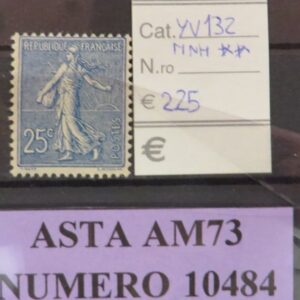 REPUBLIQUE FRANÇAISE
25c
POSTES
Cat. YV132
MNH **
N.ro
€ 225
€
ASTA AM73
NUMERO 10484